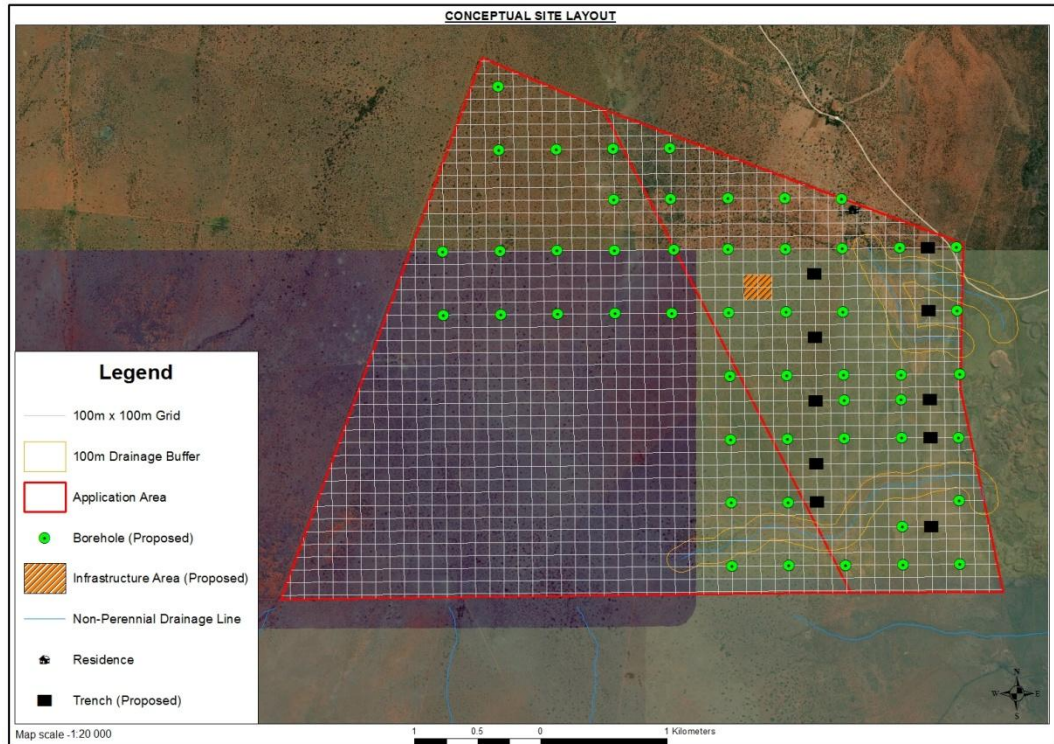 CONCEPTUAL SITE LAYOUT
Legend
100m x 100m Grid
100m Drainage Buffer
Application Area
Borehole (Proposed)
Infrastructure Area (Proposed)
Non-Perennial Drainage Line
Residence
Trench (Proposed)
N
W E
S
Map scale -1:20 000
1 0.5 0 1 Kilometers